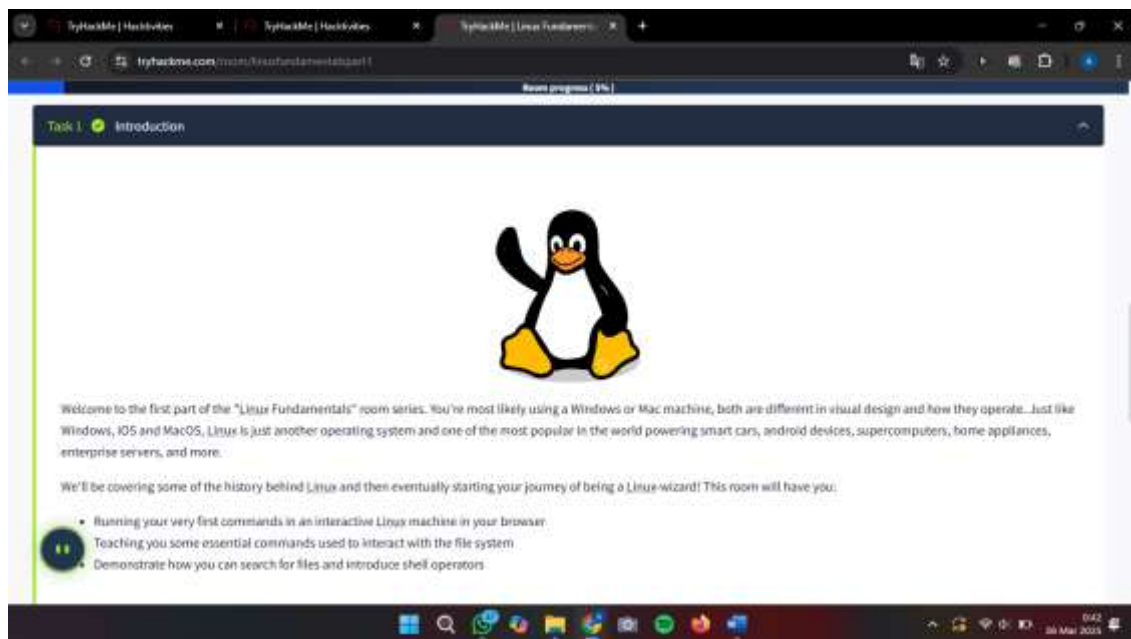 TryHackMe | Hacktivities
TryHackMe | Hacktivities
TryHackMe | Linux Fundamen
tryhackme.com/room/linuxfundamentalspart1
Room progress ( 5% )
Task 1 Introduction
Welcome to the first part of the "Linux Fundamentals" room series. You're most likely using a Windows or Mac machine, both are different in visual design and how they operate. Just like
Windows, iOS and MacOS, Linux is just another operating system and one of the most popular in the world powering smart cars, android devices, supercomputers, home appliances,
enterprise servers, and more.
We'll be covering some of the history behind Linux and then eventually starting your journey of being a Linux-wizard! This room will have you:
• Running your very first commands in an interactive Linux machine in your browser
• Teaching you some essential commands used to interact with the file system
• Demonstrate how you can search for files and introduce shell operators
0:42
2025